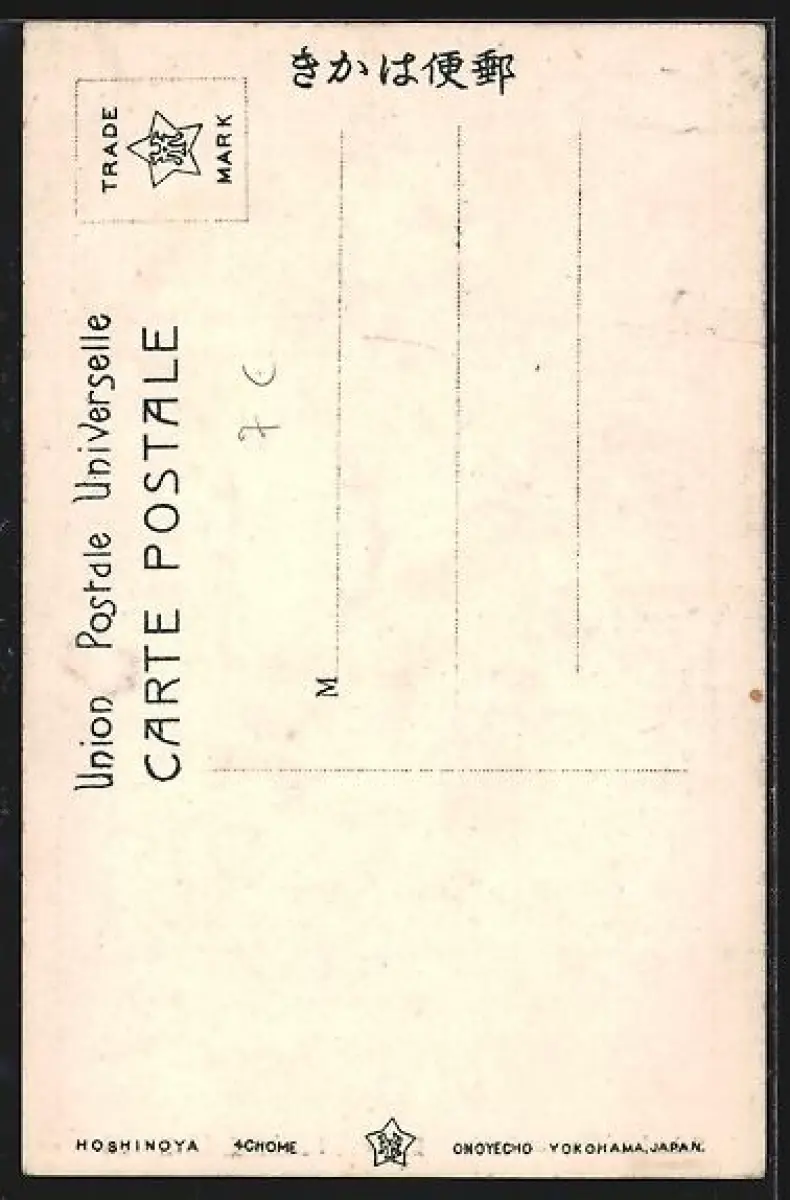 きかは便郵
TRADE
MARK
Union Postale Universelle
CARTE POSTALE
M
HOSHINOYA 4CHOME ONOYECHO YOKOHAMA, JAPAN.